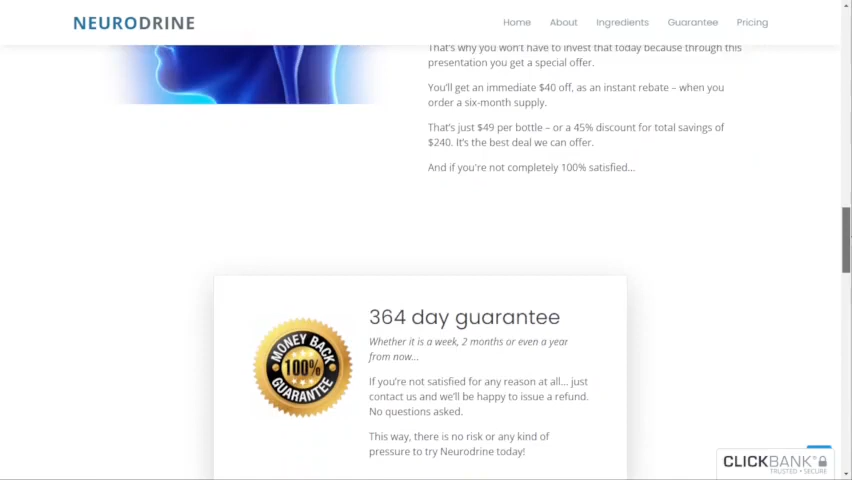 NEURODRINE
Home About Ingredients Guarantee Pricing
That's why you won't have to invest that today because through this
presentation you get a special offer.
You'll get an immediate $40 off, as an instant rebate – when you
order a six-month supply.
That's just $49 per bottle – or a 45% discount for total savings of
$240. It's the best deal we can offer.
And if you're not completely 100% satisfied...
364 day guarantee
Whether it is a week, 2 months or even a year
from now...
MONEY BACK
100%
GUARANTEE
If you're not satisfied for any reason at all... just
contact us and we'll be happy to issue a refund.
No questions asked.
This way, there is no risk or any kind of
pressure to try Neurodrine today!
CLICKBANK®
TRUSTED • SECURE